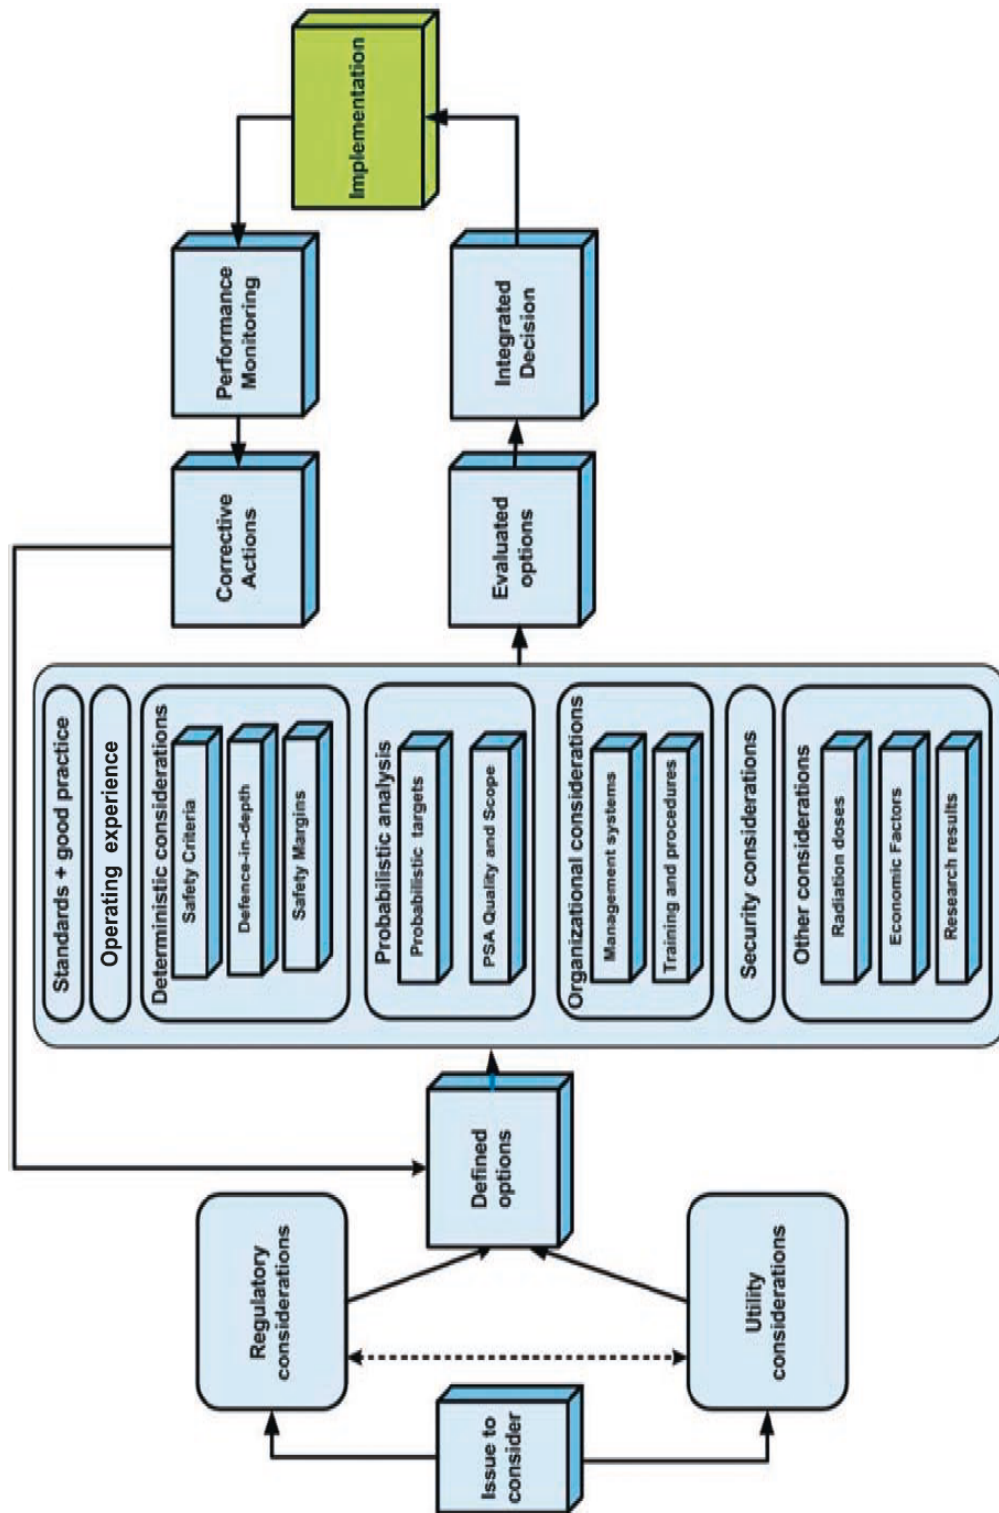 Issue to
consider
Regulatory
considerations
Utility
considerations
Defined
options
Standards + good practice
Operating experience
Deterministic considerations
Safety Criteria
Defence-in-depth
Safety Margins
Probabilistic analysis
Probabilistic targets
PSA Quality and Scope
Organizational considerations
Management systems
Training and procedures
Security considerations
Other considerations
Radiation doses
Economic Factors
Research results
Evaluated
options
Integrated
Decision
Implementation
Performance
Monitoring
Corrective
Actions